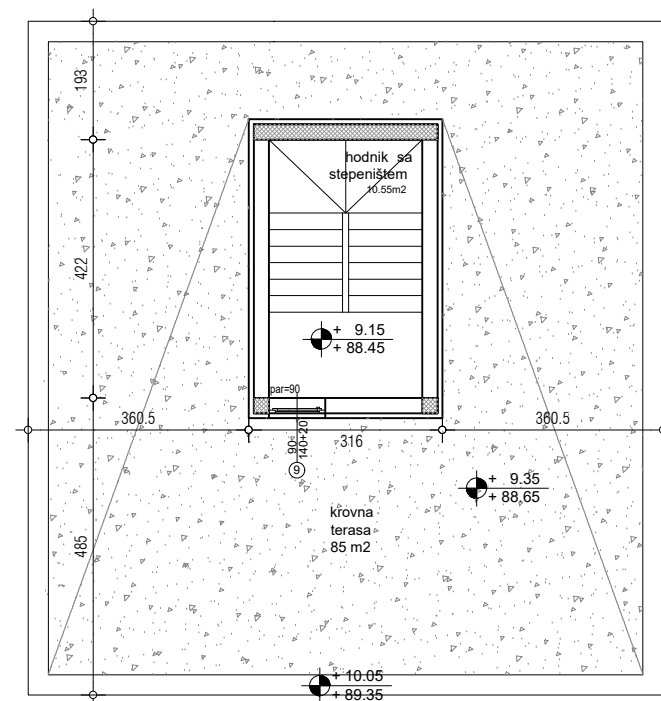 193
hodnik sa
stepeništem
10.55m2
422
+ 9.15
+ 88.45
par=90
360.5
90
140+20
316
360.5
9
+ 9.35
+ 88.65
krovna
terasa
85 m2
485
+ 10.05
+ 89.35